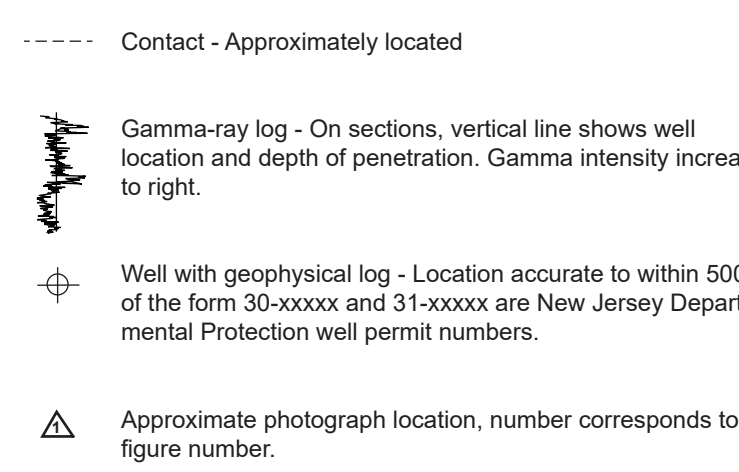 Contact - Approximately located
Gamma-ray log - On sections, vertical line shows well
location and depth of penetration. Gamma intensity increa
to right.
Well with geophysical log - Location accurate to within 500
of the form 30-xxxxx and 31-xxxxx are New Jersey Depart
mental Protection well permit numbers.
1
Approximate photograph location, number corresponds to
figure number.